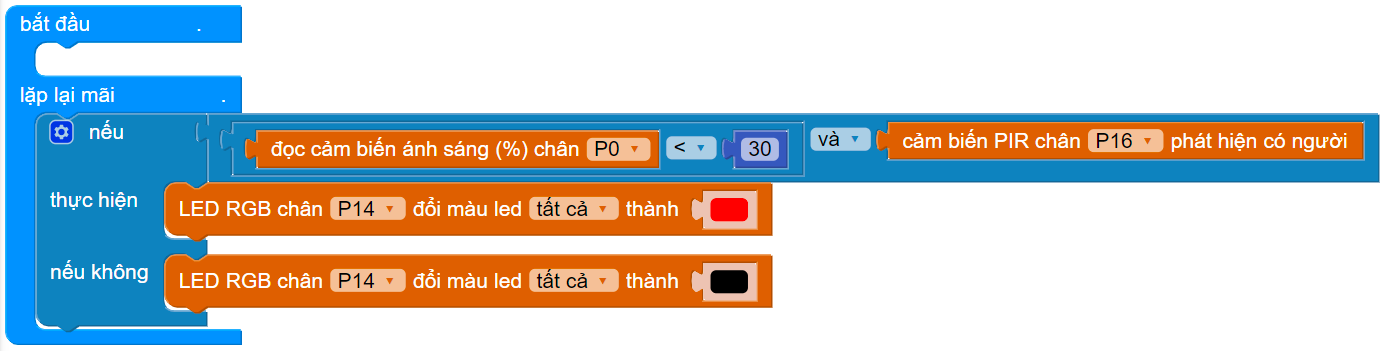 bắt đầu .
lặp lại mãi .
nếu đọc cảm biến ánh sáng (%) chân P0 < 30 và cảm biến PIR chân P16 phát hiện có người
thực hiện LED RGB chân P14 đổi màu led tất cả thành
nếu không LED RGB chân P14 đổi màu led tất cả thành